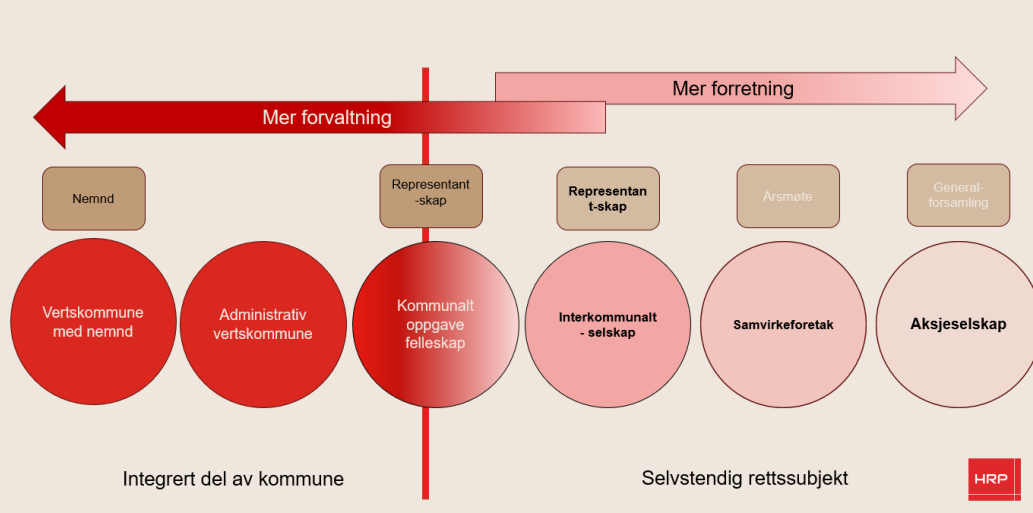 Mer forretning
Mer forvaltning
Nemnd
Representant
-skap
Representan
t-skap
Årsmøte
General-
forsamling
Vertskommune
med nemnd
Administrativ
vertskommune
Kommunalt
oppgave
felleskap
Interkommunalt
- selskap
Samvirkeforetak
Aksjeselskap
Integrert del av kommune
Selvstendig rettssubjekt
HRP